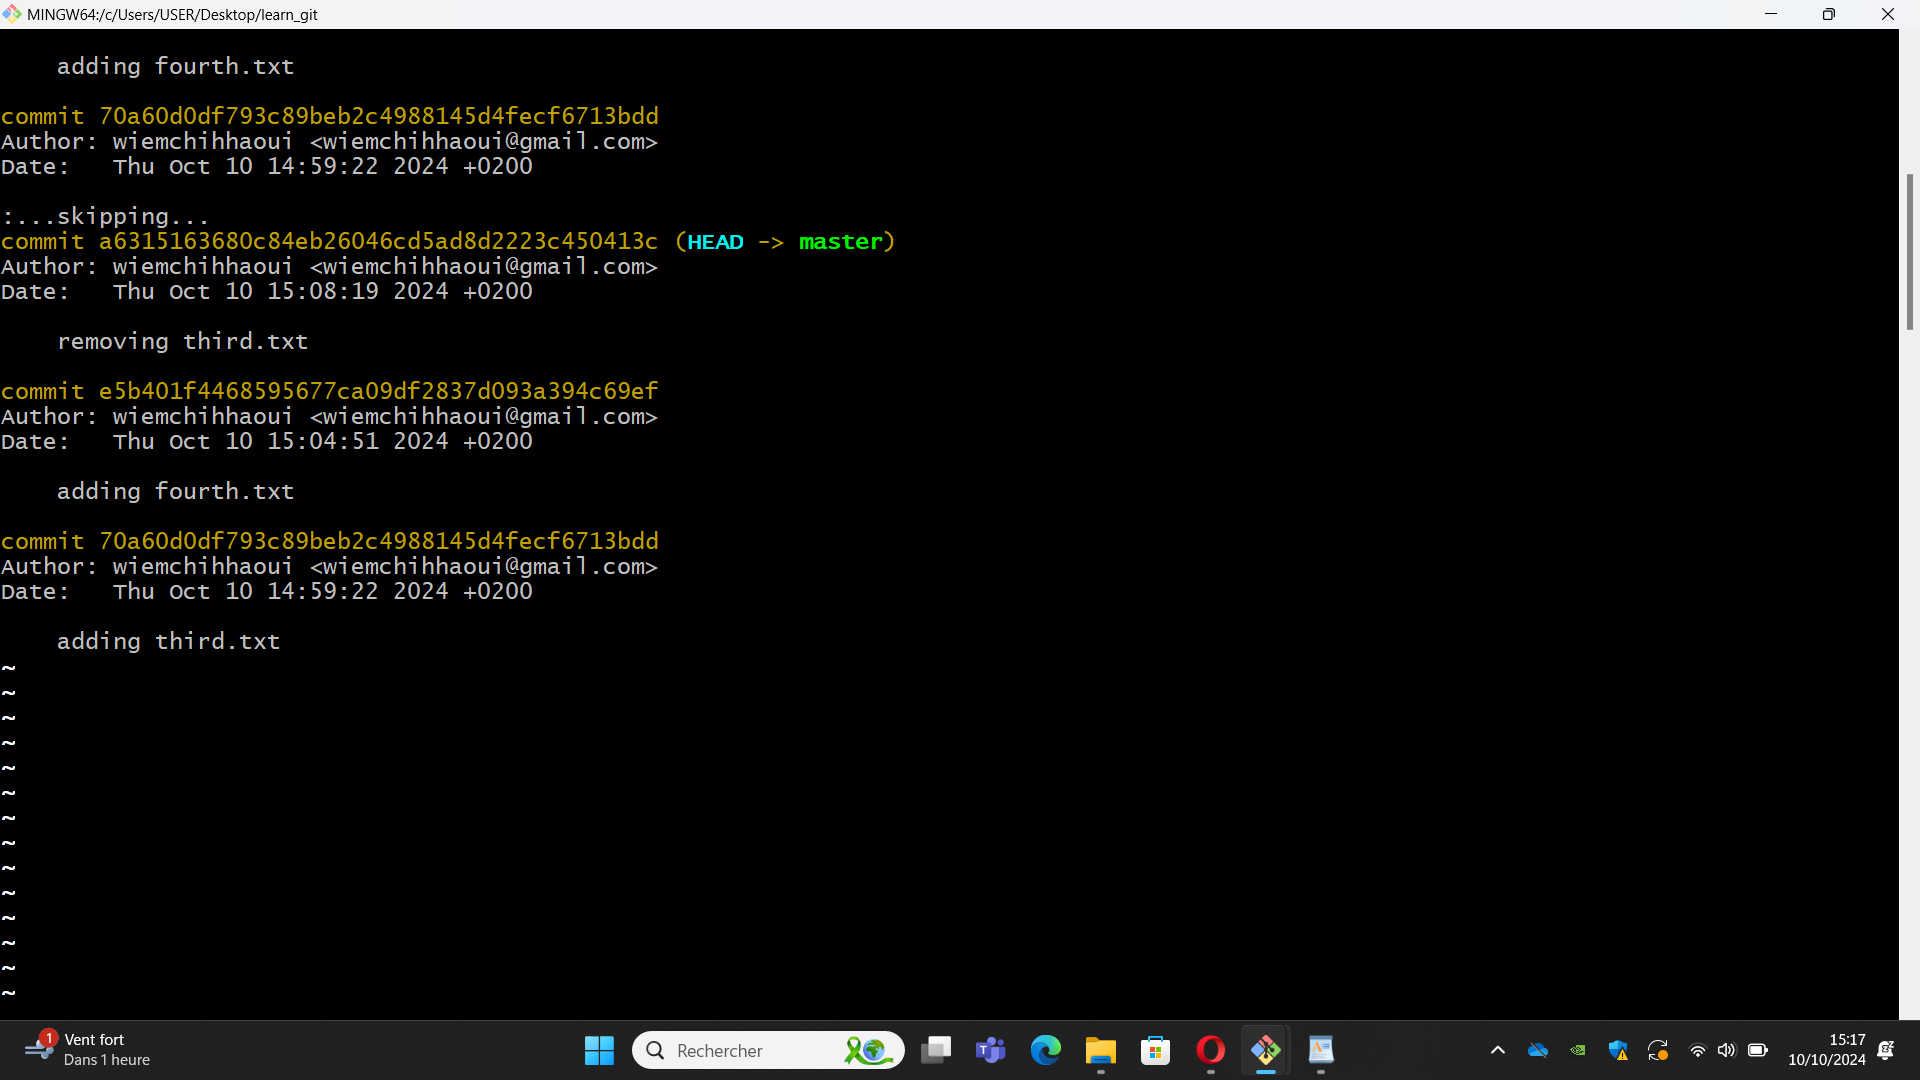 MINGW64:/c/Users/USER/Desktop/learn_git
    adding fourth.txt
commit 70a60d0df793c89beb2c4988145d4fecf6713bdd
Author: wiemchihhaoui <wiemchihhaoui@gmail.com>
Date:   Thu Oct 10 14:59:22 2024 +0200
:...skipping...
commit a6315163680c84eb26046cd5ad8d2223c450413c (HEAD -> master)
Author: wiemchihhaoui <wiemchihhaoui@gmail.com>
Date:   Thu Oct 10 15:08:19 2024 +0200
    removing third.txt
commit e5b401f4468595677ca09df2837d093a394c69ef
Author: wiemchihhaoui <wiemchihhaoui@gmail.com>
Date:   Thu Oct 10 15:04:51 2024 +0200
    adding fourth.txt
commit 70a60d0df793c89beb2c4988145d4fecf6713bdd
Author: wiemchihhaoui <wiemchihhaoui@gmail.com>
Date:   Thu Oct 10 14:59:22 2024 +0200
    adding third.txt
~
~
~
~
~
~
~
~
~
~
~
~
~
~
1
Vent fort
Dans 1 heure
Rechercher
15:17
10/10/2024